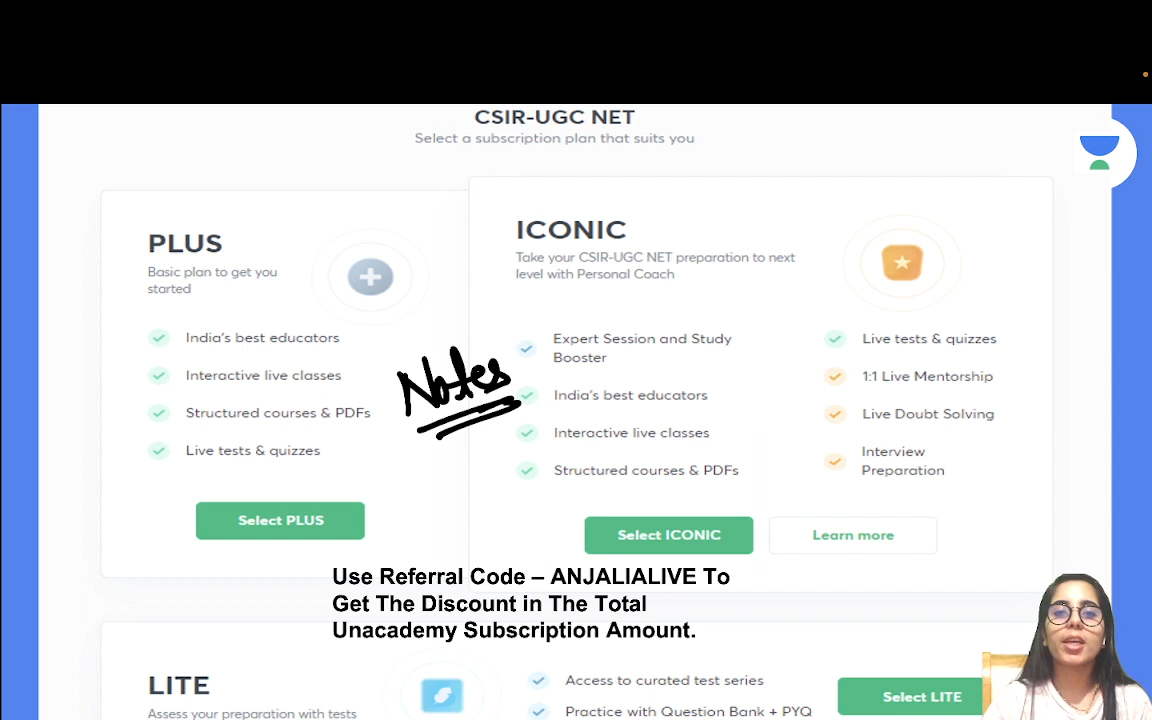 CSIR-UGC NET
Select a subscription plan that suits you
PLUS
Basic plan to get you
started
India's best educators
Interactive live classes
Structured courses & PDFs
Live tests & quizzes
Select PLUS
Notes
ICONIC
Take your CSIR-UGC NET preparation to next
level with Personal Coach
Expert Session and Study
Booster
India's best educators
Interactive live classes
Structured courses & PDFs
Live tests & quizzes
1:1 Live Mentorship
Live Doubt Solving
Interview
Preparation
Select ICONIC
Learn more
Use Referral Code – ANJALIALIVE To
Get The Discount in The Total
Unacademy Subscription Amount.
LITE
Assess your preparation with tests
Access to curated test series
Practice with Question Bank + PYQ
Select LITE